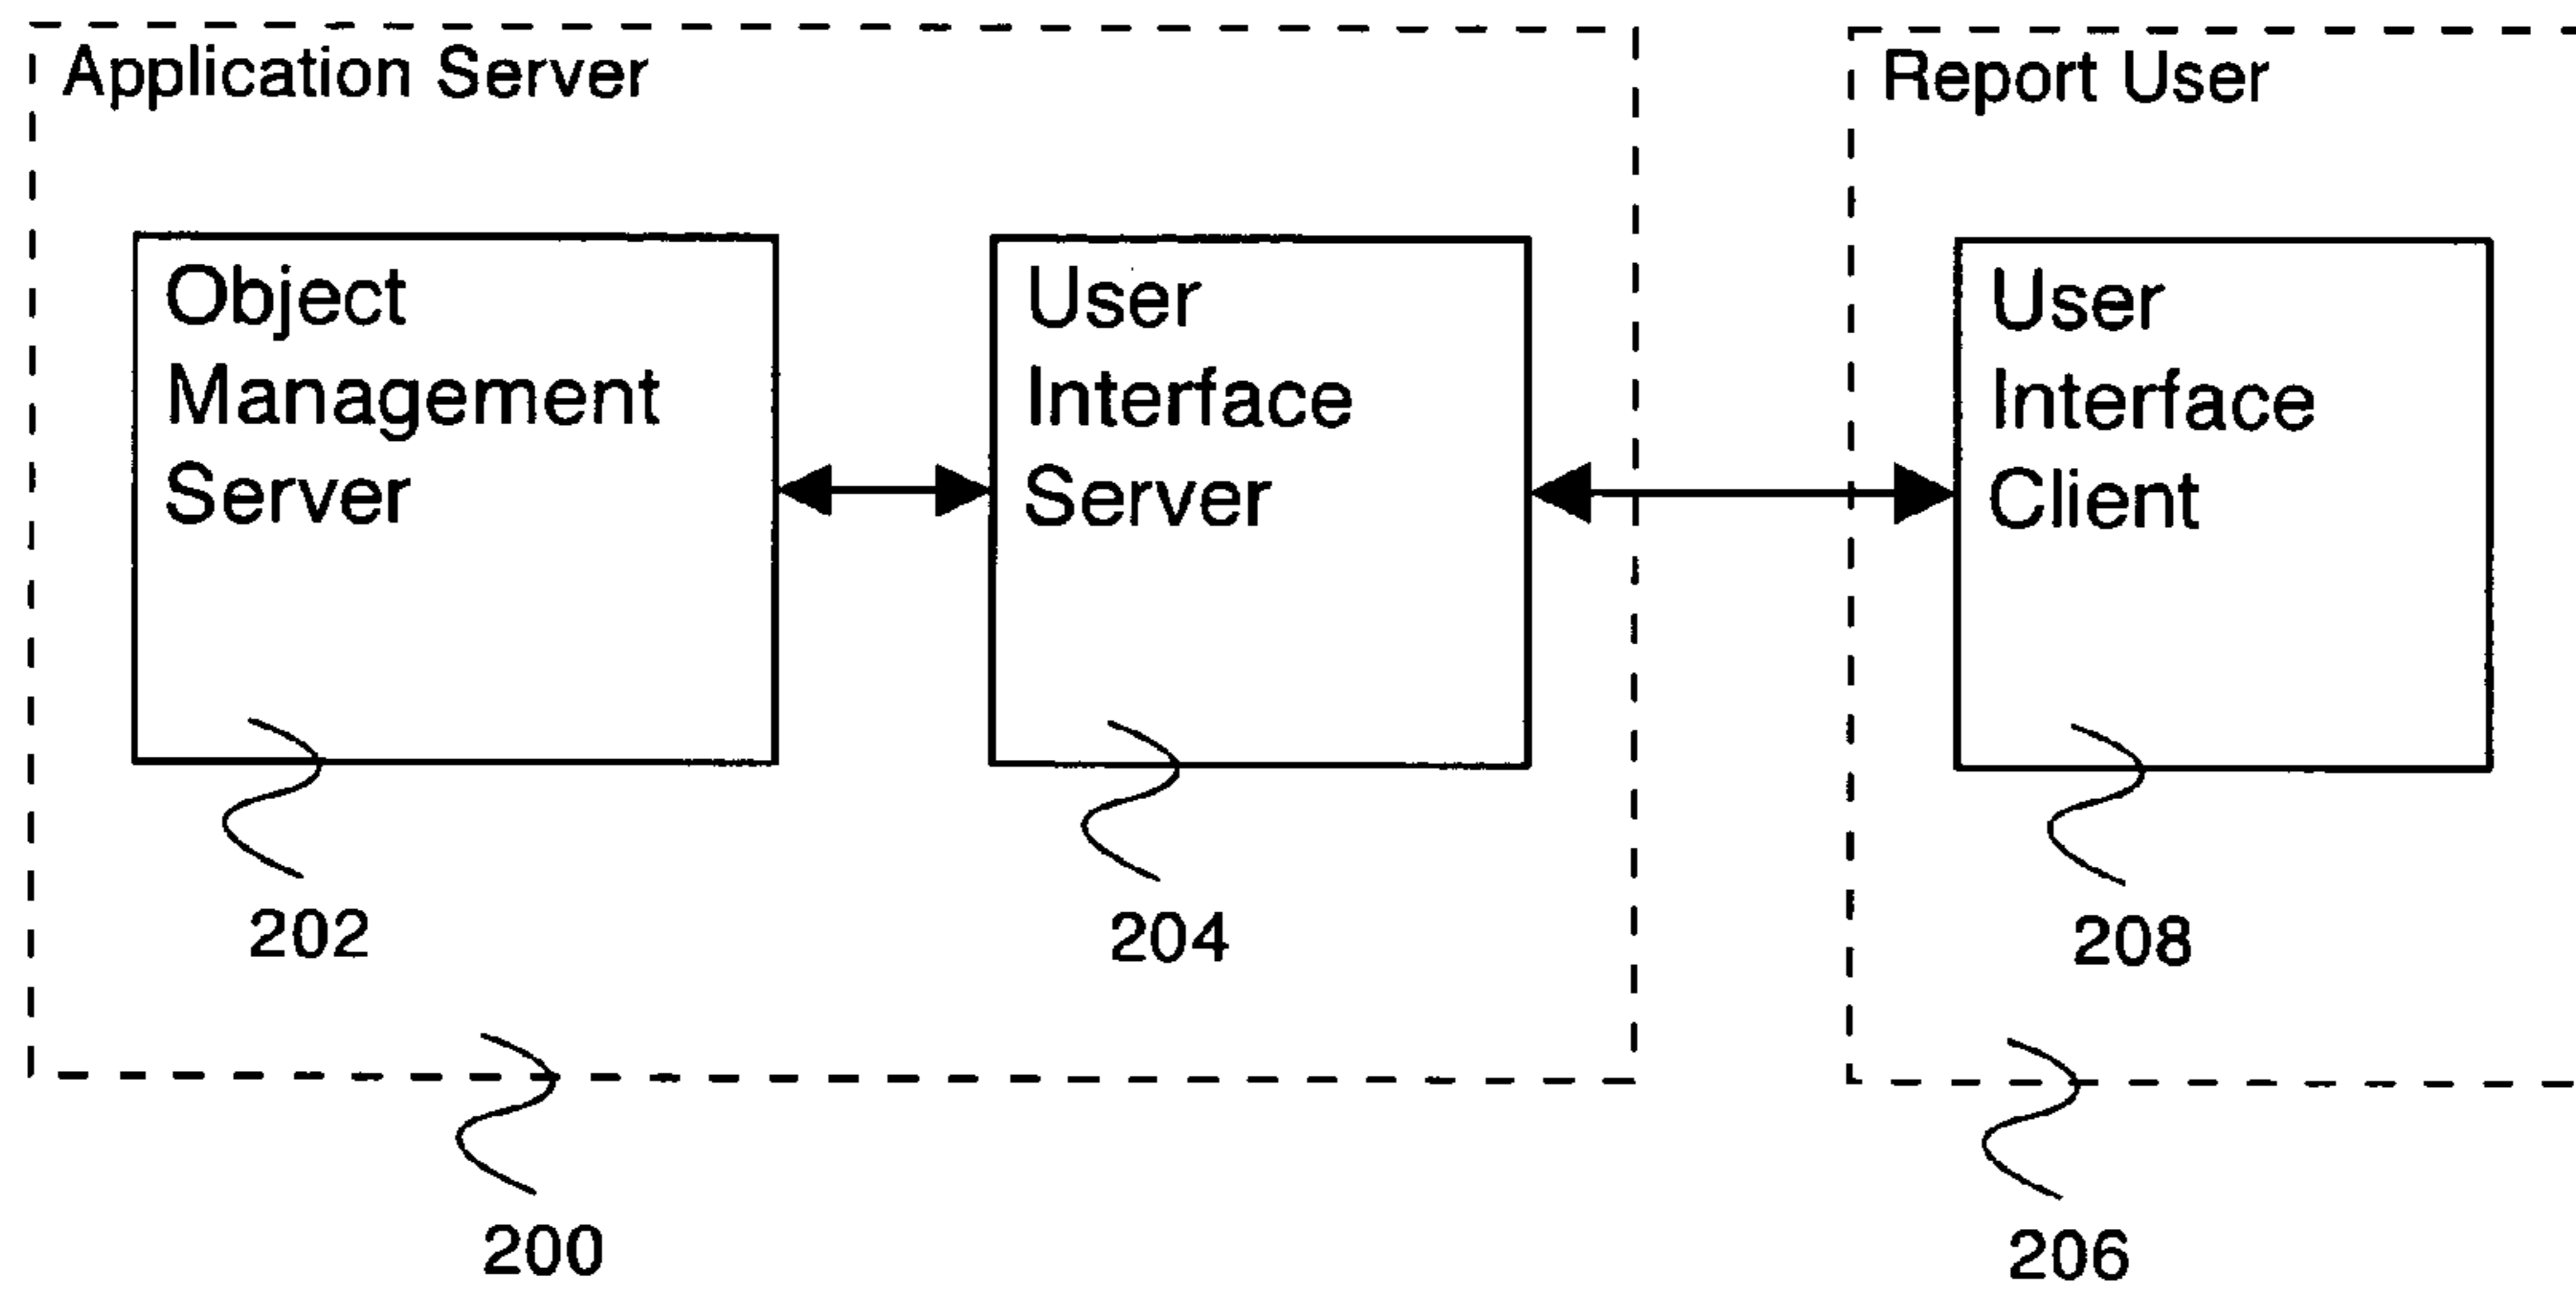 Application Server
Report User
Object
Management
Server
User
Interface
Server
User
Interface
Client
202
204
208
200
206